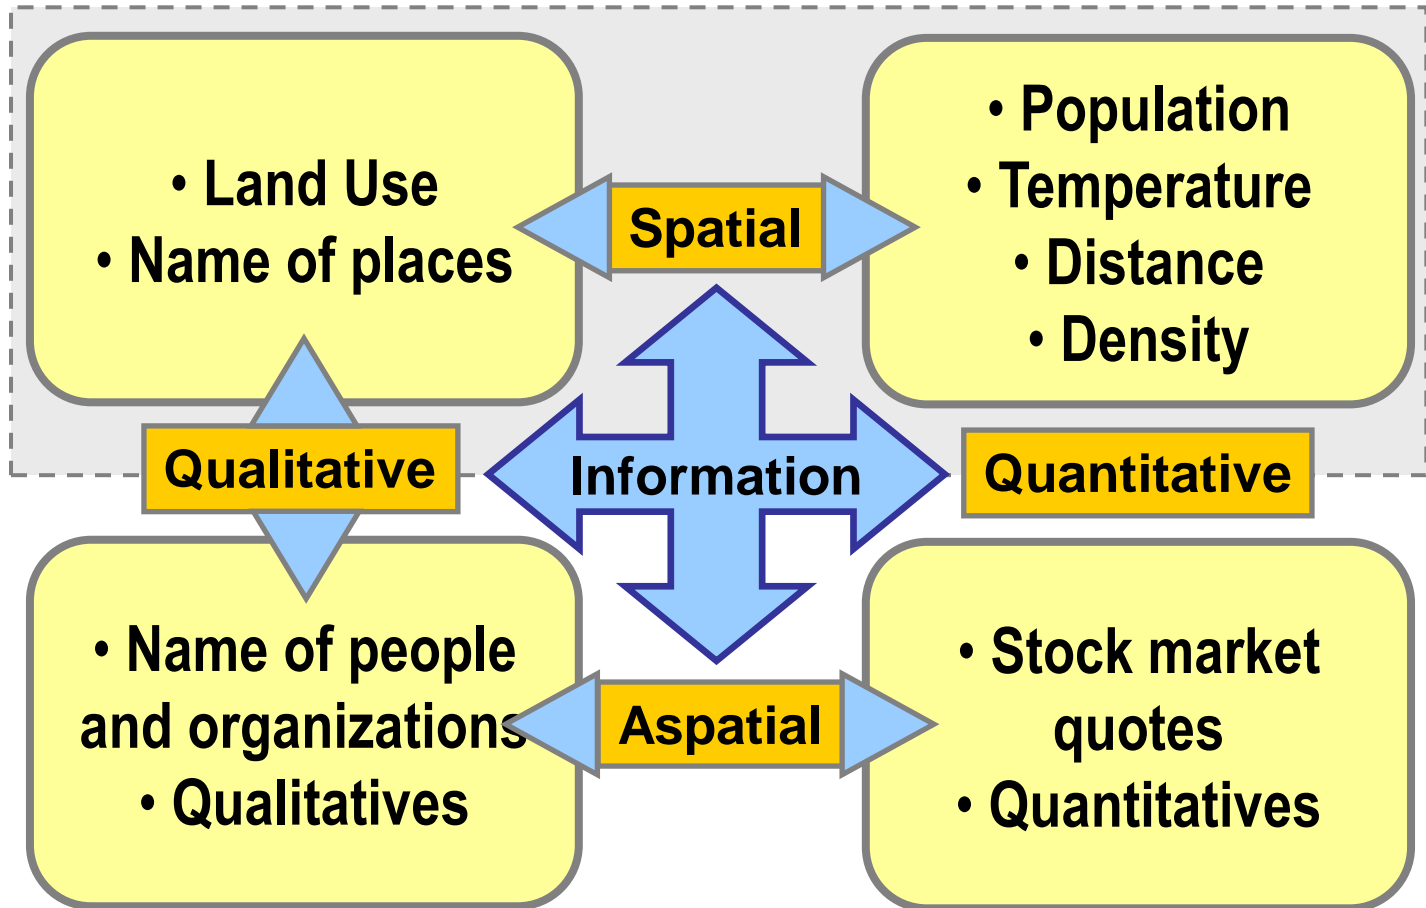 • Land Use
• Name of places
Spatial
• Population
• Temperature
• Distance
• Density
Qualitative
Information
Quantitative
• Name of people
and organizations
• Qualitatives
Aspatial
• Stock market
quotes
• Quantitatives